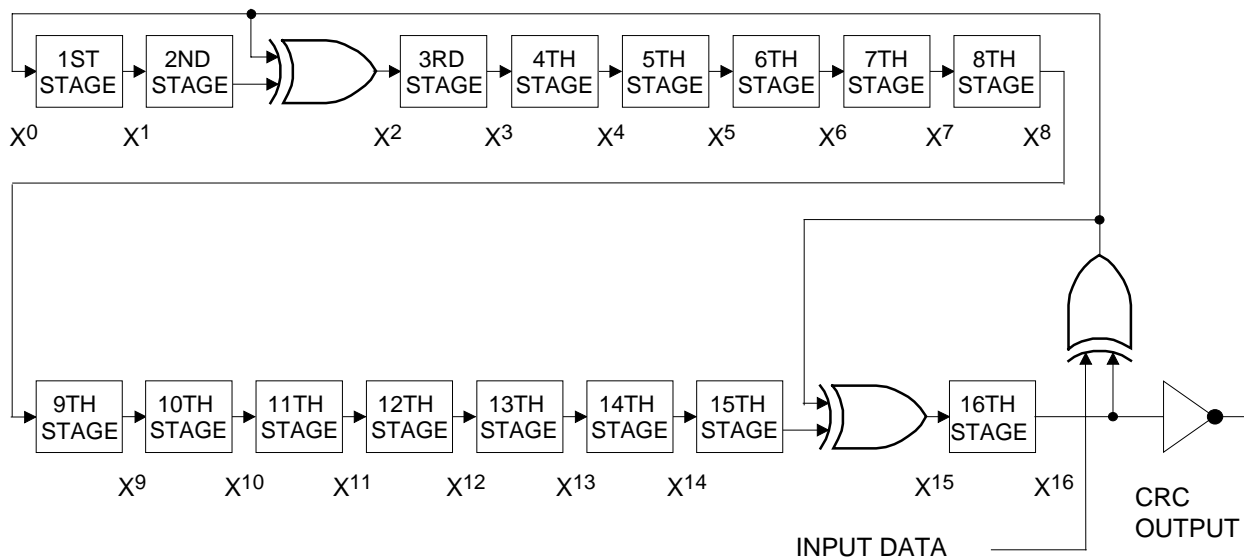 1ST STAGE
2ND STAGE
3RD STAGE
4TH STAGE
5TH STAGE
6TH STAGE
7TH STAGE
8TH STAGE
X0 X1 X2 X3 X4 X5 X6 X7 X8
9TH STAGE
10TH STAGE
11TH STAGE
12TH STAGE
13TH STAGE
14TH STAGE
15TH STAGE
16TH STAGE
X9 X10 X11 X12 X13 X14 X15 X16
CRC
OUTPUT
INPUT DATA